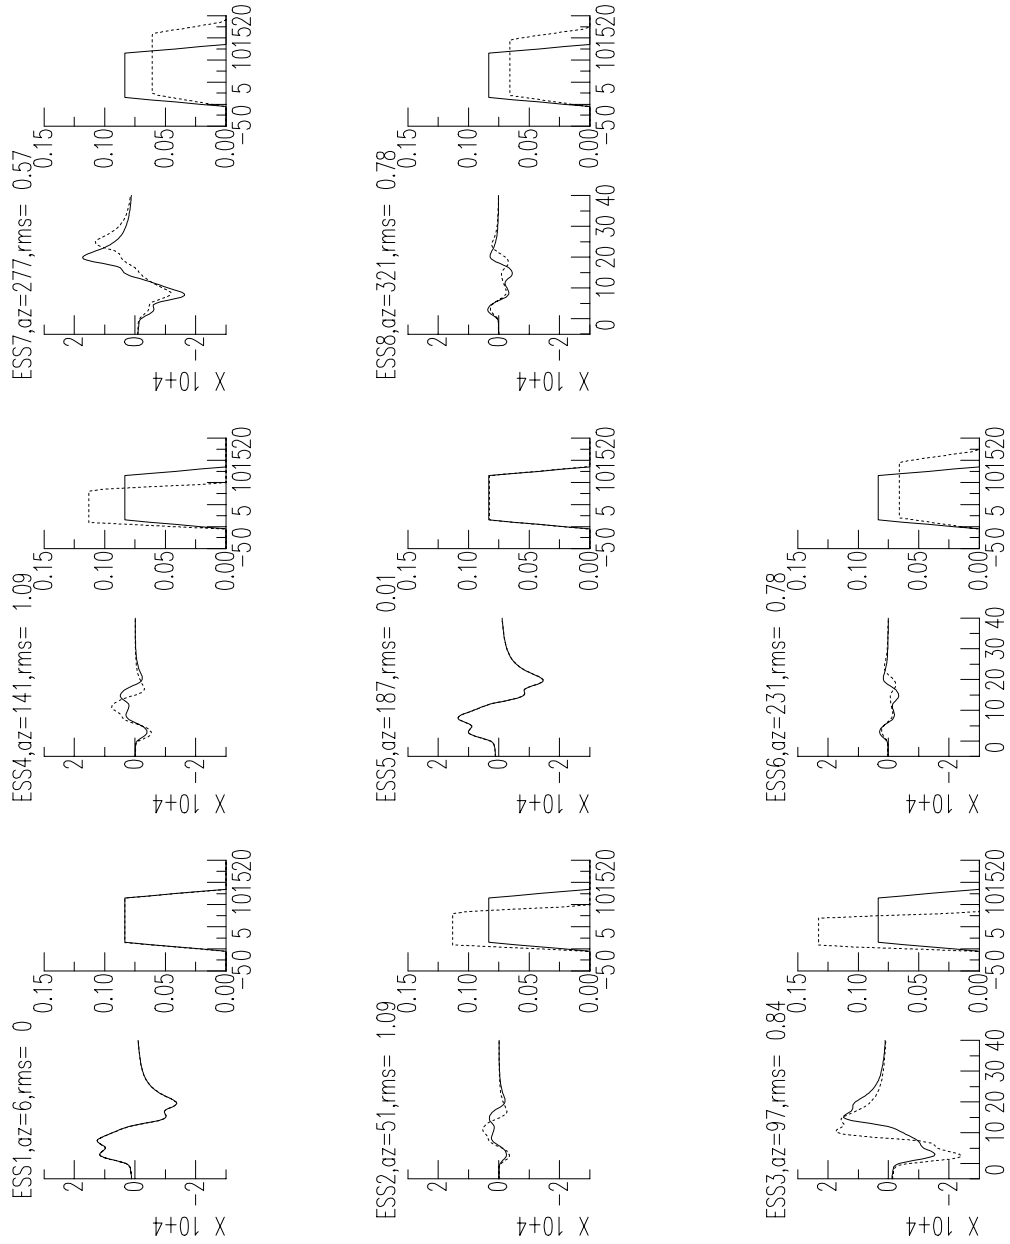 ESS1,az=6,rms= 0
2
0
-2
X 10+4
0.15
0.10
0.05
0.00
-5 0 5 10 15 20
ESS4,az=141,rms= 1.09
2
0
-2
X 10+4
0.15
0.10
0.05
0.00
-5 0 5 10 15 20
ESS7,az=277,rms= 0.57
2
0
-2
X 10+4
0.15
0.10
0.05
0.00
-5 0 5 10 15 20
ESS2,az=51,rms= 1.09
2
0
-2
X 10+4
0.15
0.10
0.05
0.00
-5 0 5 10 15 20
ESS5,az=187,rms= 0.01
2
0
-2
X 10+4
0.15
0.10
0.05
0.00
-5 0 5 10 15 20
ESS8,az=321,rms= 0.78
2
0
-2
X 10+4
0 10 20 30 40
0.15
0.10
0.05
0.00
-5 0 5 10 15 20
ESS3,az=97,rms= 0.84
2
0
-2
X 10+4
0 10 20 30 40
0.15
0.10
0.05
0.00
-5 0 5 10 15 20
ESS6,az=231,rms= 0.78
2
0
-2
X 10+4
0 10 20 30 40
0.15
0.10
0.05
0.00
-5 0 5 10 15 20